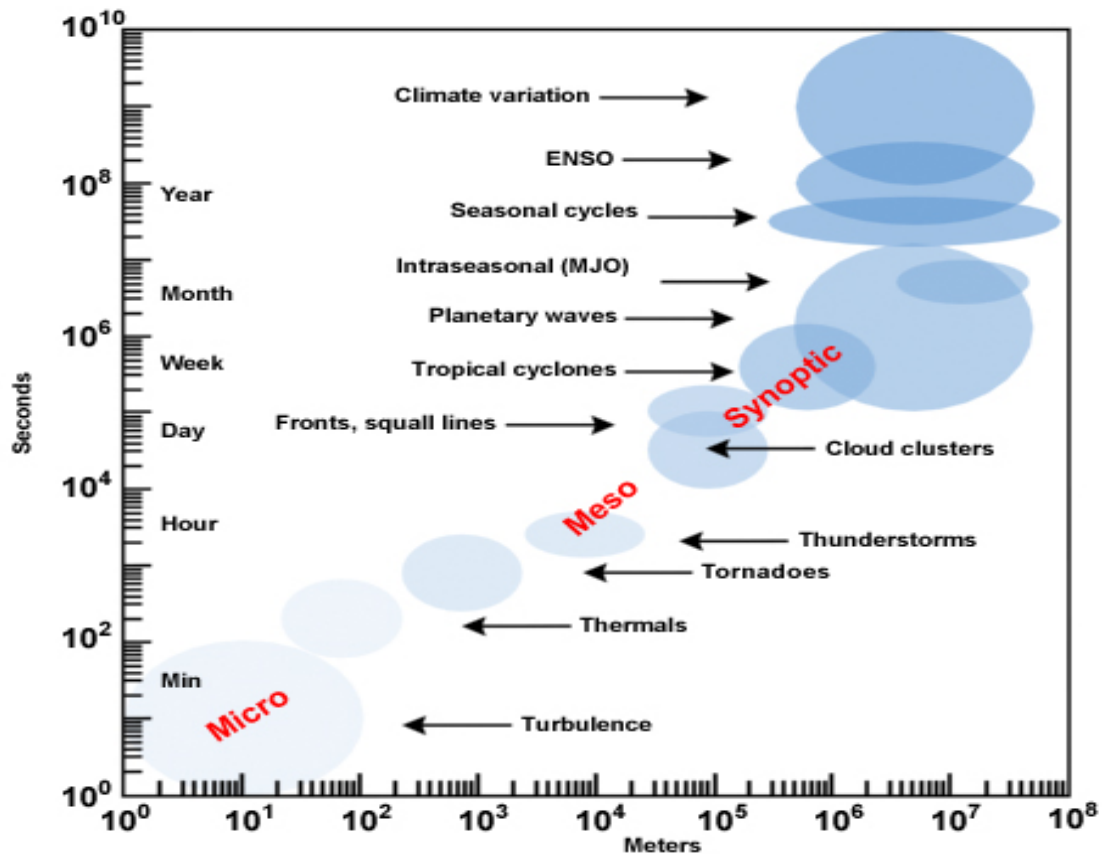 10^10
Climate variation
ENSO
10^8
Year
Seasonal cycles
Intraseasonal (MJO)
Month
Planetary waves
10^6
Week
Tropical cyclones
Synoptic
Seconds
Day
Fronts, squall lines
Cloud clusters
10^4
Meso
Hour
Thunderstorms
Tornadoes
Thermals
10^2
Min
Micro
Turbulence
10^0
10^0 10^1 10^2 10^3 10^4 10^5 10^6 10^7 10^8
Meters